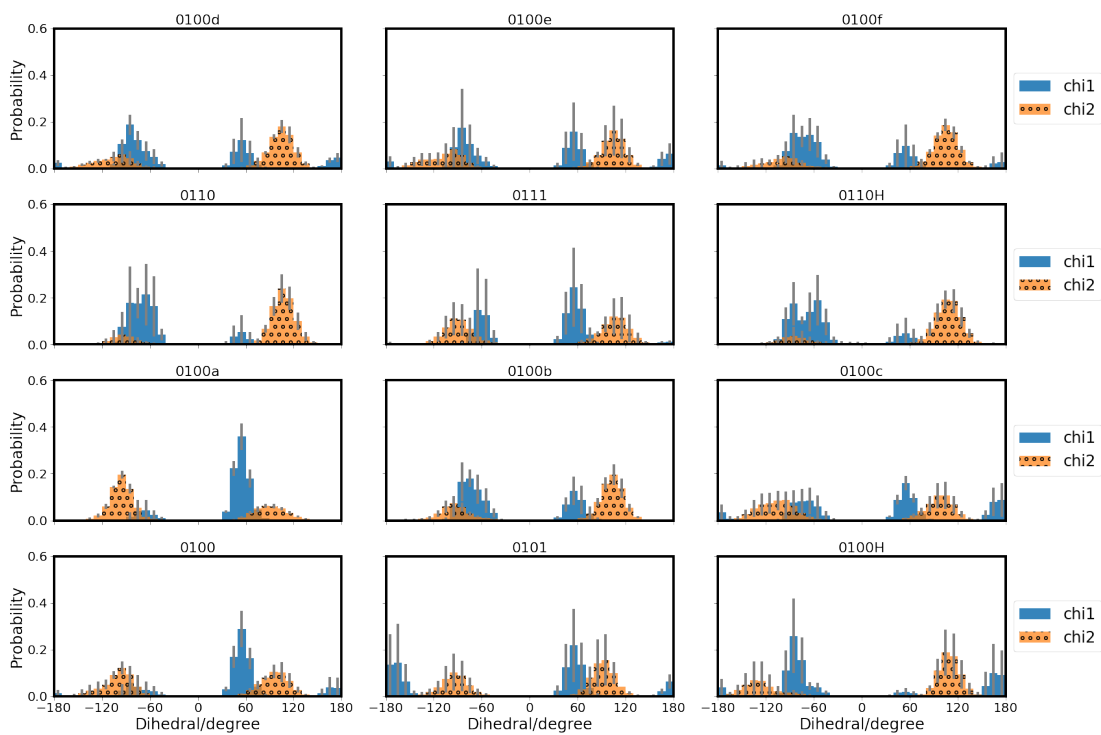 0100d 0100e 0100f
Probability
0.6
0.4
0.2
0.0
chi1
chi2
0110 0111 0110H
Probability
0.6
0.4
0.2
0.0
chi1
chi2
0100a 0100b 0100c
Probability
0.6
0.4
0.2
0.0
chi1
chi2
0100 0101 0100H
Probability
0.6
0.4
0.2
0.0
chi1
chi2
−180 −120 −60 0 60 120 180 −180 −120 −60 0 60 120 180 −180 −120 −60 0 60 120 180
Dihedral/degree Dihedral/degree Dihedral/degree